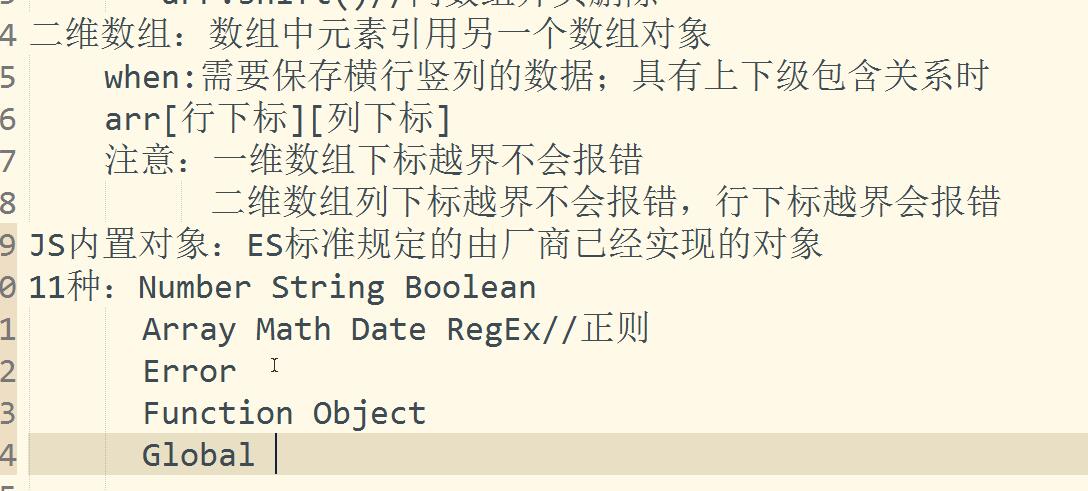 4 二维数组：数组中元素引用另一个数组对象
5 when:需要保存横行竖列的数据；具有上下级包含关系时
6 arr[行下标][列下标]
7 注意：一维数组下标越界不会报错
8 二维数组列下标越界不会报错，行下标越界会报错
9 JS内置对象：ES标准规定的由厂商已经实现的对象
0 11种：Number String Boolean
1 Array Math Date RegEx//正则
2 Error
3 Function Object
4 Global